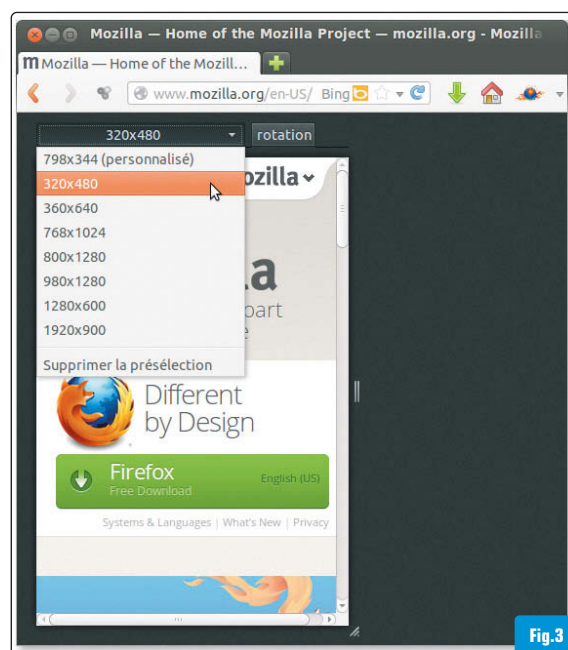 Mozilla — Home of the Mozilla Project — mozilla.org - Mozilla
m Mozilla — Home of the Mozill...
www.mozilla.org/en-US/ Bing
320x480 rotation
798x344 (personnalisé)
320x480
360x640
768x1024
800x1280
980x1280
1280x600
1920x900
Supprimer la présélection
ozilla
a
part
Different
by Design
Firefox
Free Download
English (US)
Systems & Languages | What's New | Privacy
Fig.3